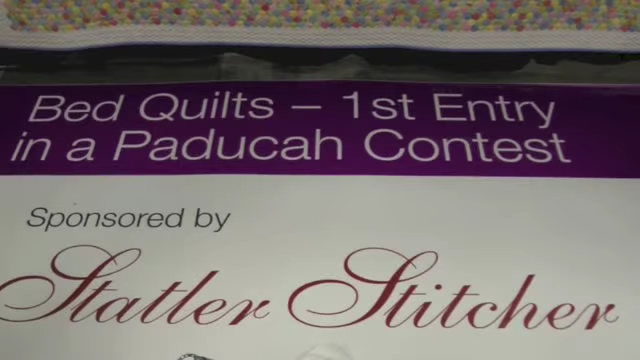 Bed Quilts – 1st Entry
in a Paducah Contest
Sponsored by
Statler Stitcher